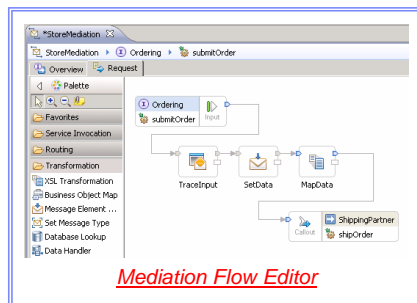 *StoreMediation
StoreMediation Ordering submitOrder
Overview Request
Palette
Favorites
Service Invocation
Routing
Transformation
XSL Transformation
Business Object Map
Message Element ...
Set Message Type
Database Lookup
Data Handler
Ordering
submitOrder
Input
TraceInput
SetData
MapData
Callout
ShippingPartner
shipOrder
Mediation Flow Editor